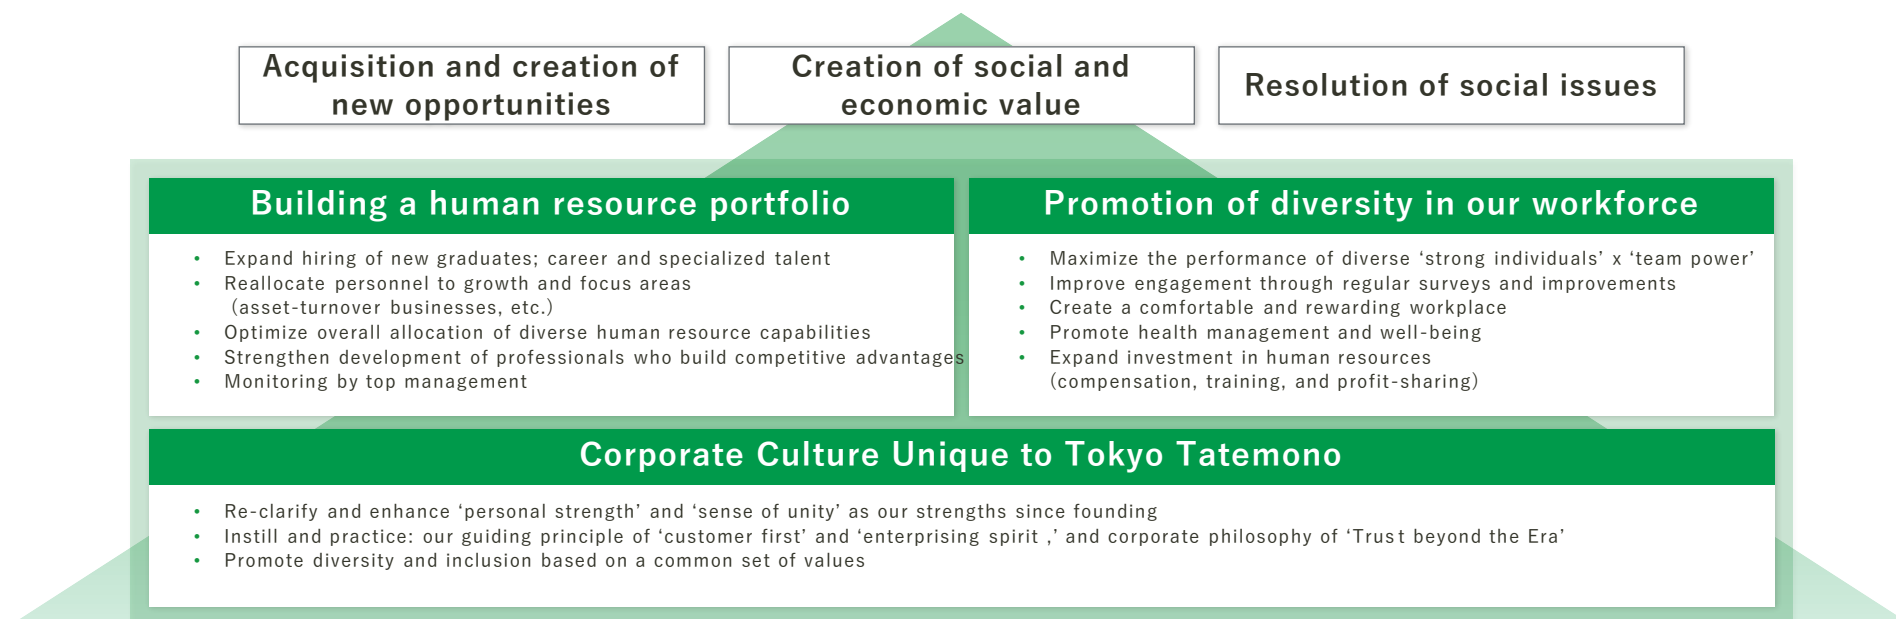 Acquisition and creation of
new opportunities
Creation of social and
economic value
Resolution of social issues
Building a human resource portfolio
• Expand hiring of new graduates; career and specialized talent
• Reallocate personnel to growth and focus areas
（asset-turnover businesses, etc.）
• Optimize overall allocation of diverse human resource capabilities
• Strengthen development of professionals who build competitive advantages
• Monitoring by top management
Promotion of diversity in our workforce
• Maximize the performance of diverse ‘strong individuals’ x ‘team power’
• Improve engagement through regular surveys and improvements
• Create a comfortable and rewarding workplace
• Promote health management and well-being
• Expand investment in human resources
（compensation, training, and profit-sharing）
Corporate Culture Unique to Tokyo Tatemono
• Re-clarify and enhance ‘personal strength’ and ‘sense of unity’ as our strengths since founding
• Instill and practice: our guiding principle of ‘customer first’ and ‘enterprising spirit ,’ and corporate philosophy of ‘Trust beyond the Era’
• Promote diversity and inclusion based on a common set of values